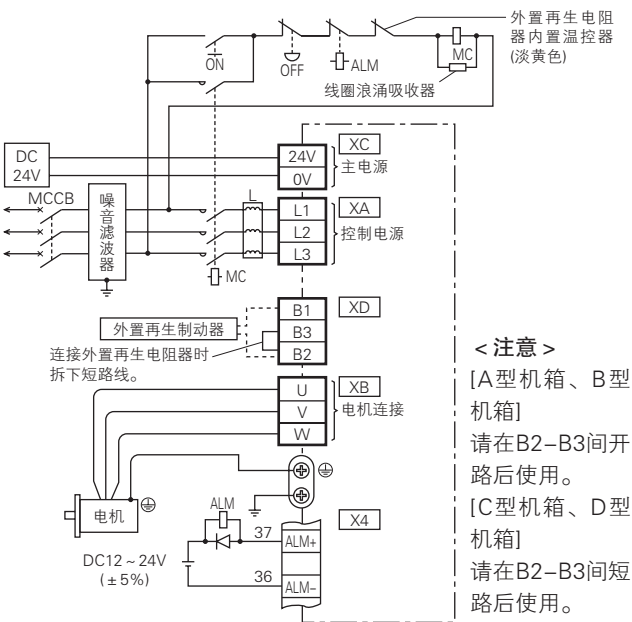 外置再生电阻
器内置温控器
(淡黄色)
ON
OFF
ALM
MC
线圈浪涌吸收器
DC
24V
24V
0V
XC
主电源
MCCB
噪音滤波器
L
L1
L2
L3
XA
控制电源
MC
B1
B3
B2
XD
外置再生制动器
连接外置再生电阻器时
拆下短路线。
U
V
W
XB
电机连接
电机
ALM
DC12~24V
(±5%)
37
ALM+
36
ALM-
X4
<注意>
[A型机箱、B型
机箱]
请在B2-B3间开
路后使用。
[C型机箱、D型
机箱]
请在B2-B3间短
路后使用。